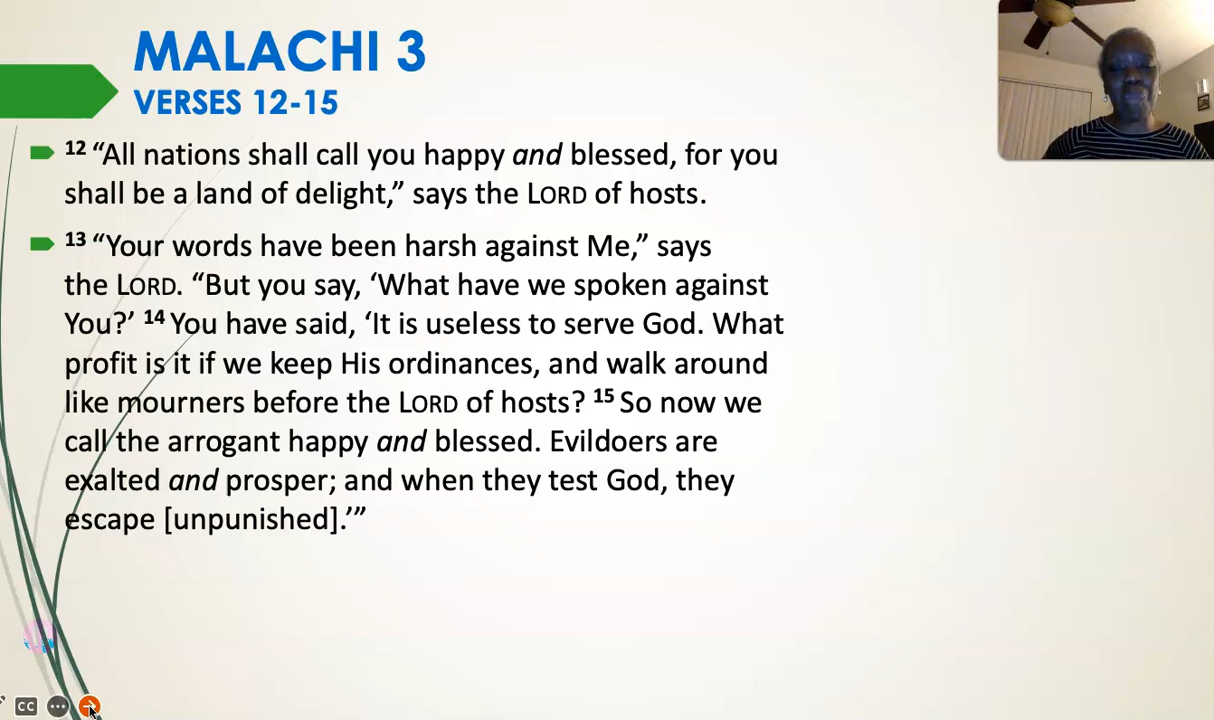 MALACHI 3
VERSES 12-15
12 “All nations shall call you happy and blessed, for you
shall be a land of delight,” says the LORD of hosts.
13 “Your words have been harsh against Me,” says
the LORD. “But you say, ‘What have we spoken against
You?’ 14 You have said, ‘It is useless to serve God. What
profit is it if we keep His ordinances, and walk around
like mourners before the LORD of hosts? 15 So now we
call the arrogant happy and blessed. Evildoers are
exalted and prosper; and when they test God, they
escape [unpunished].’”
CC